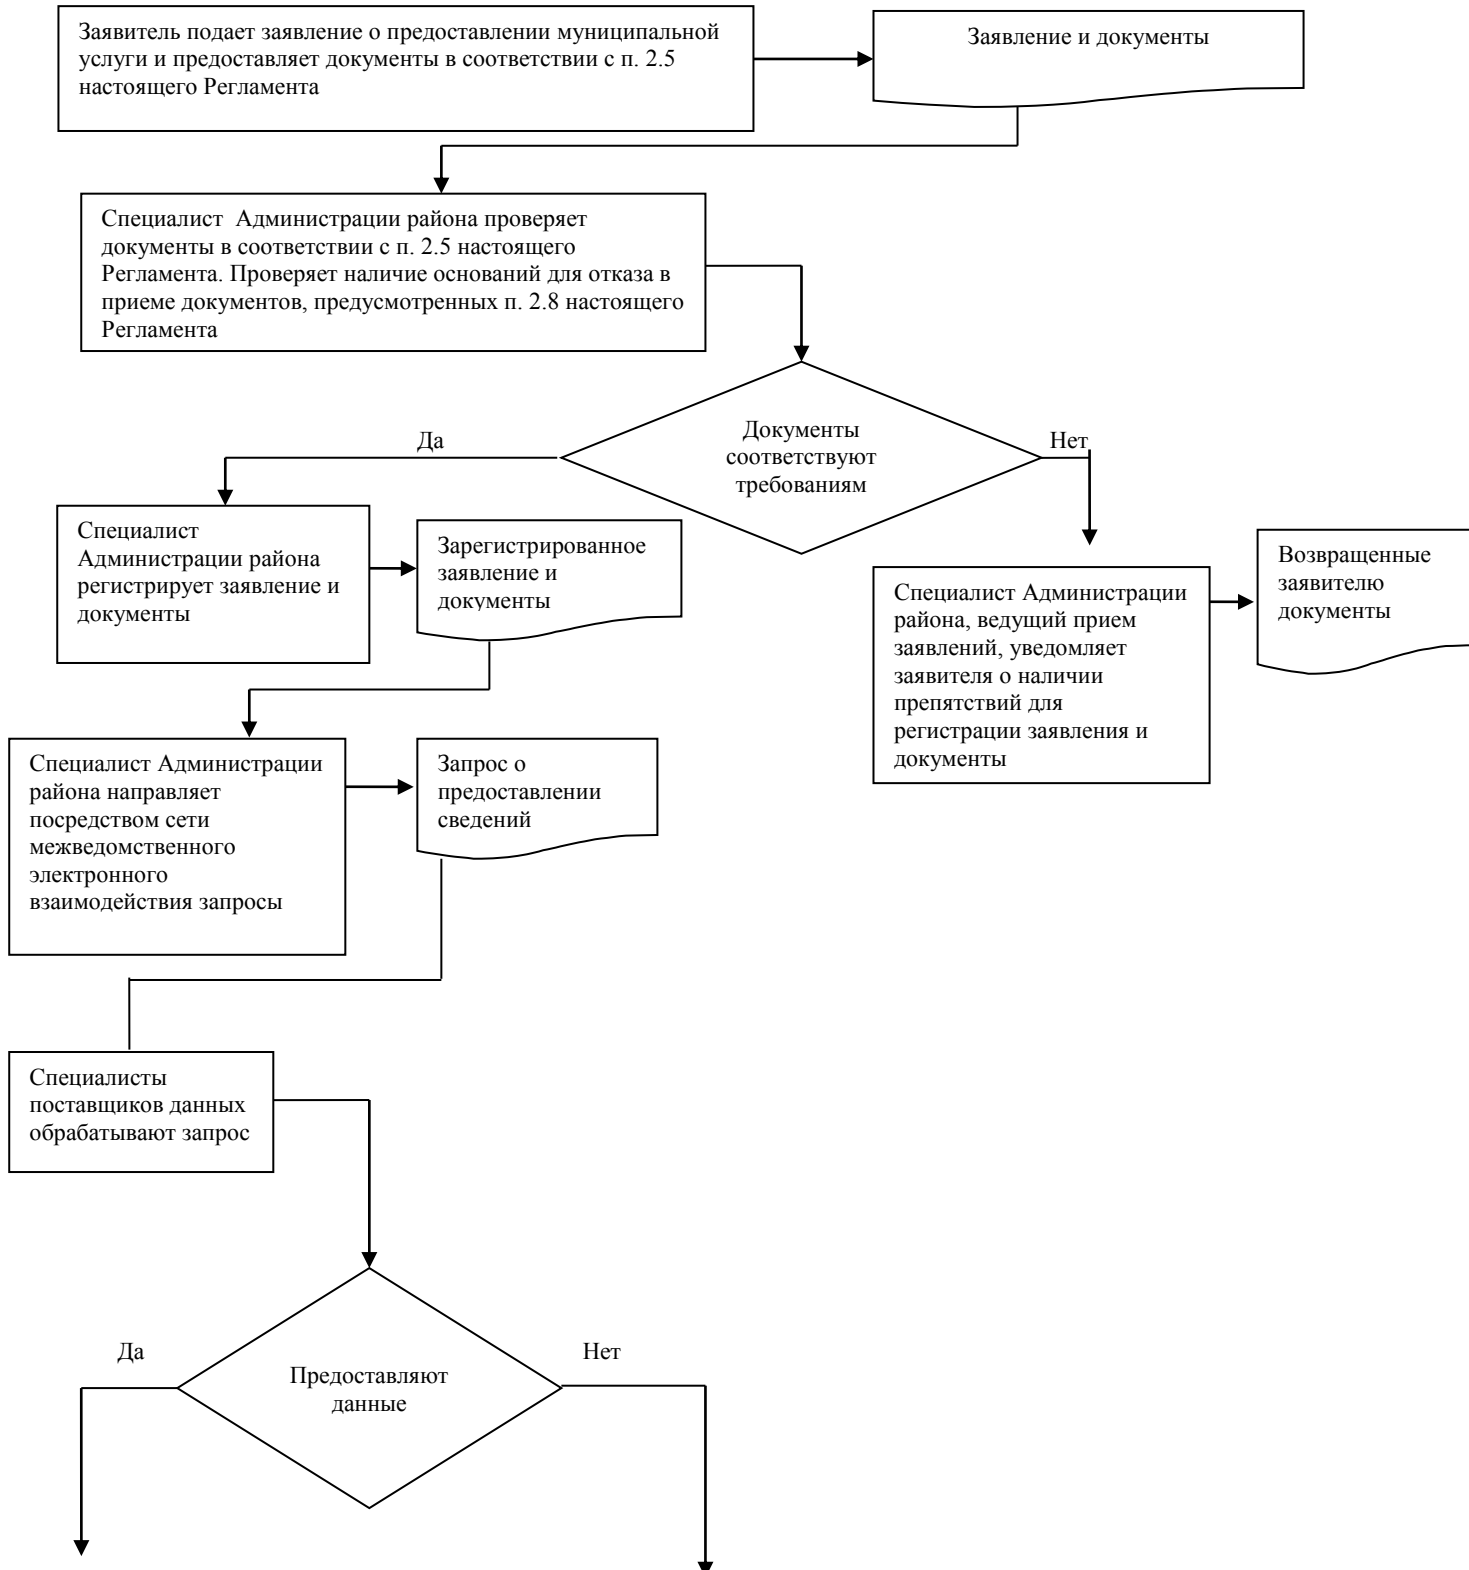 Заявитель подает заявление о предоставлении муниципальной
услуги и предоставляет документы в соответствии с п. 2.5
настоящего Регламента
Заявление и документы
Специалист  Администрации района проверяет
документы в соответствии с п. 2.5 настоящего
Регламента. Проверяет наличие оснований для отказа в
приеме документов, предусмотренных п. 2.8 настоящего
Регламента
Документы
соответствуют
требованиям
Да
Нет
Специалист
Администрации района
регистрирует заявление и
документы
Зарегистрированное
заявление и
документы
Специалист Администрации
района, ведущий прием
заявлений, уведомляет
заявителя о наличии
препятствий для
регистрации заявления и
документы
Возвращенные
заявителю
документы
Специалист Администрации
района направляет
посредством сети
межведомственного
электронного
взаимодействия запросы
Запрос о
предоставлении
сведений
Специалисты
поставщиков данных
обрабатывают запрос
Да
Нет
Предоставляют
данные